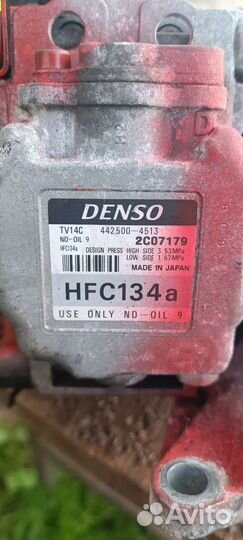 DENSO
TV14C 442500-4513
ND-OIL 9 2C07179
HFC134a DESIGN PRESS HIGH SIDE 3.53MPa
LOW SIDE 1.67MPa
MADE IN JAPAN
HFC134a
USE ONLY ND-OIL 9
Avito